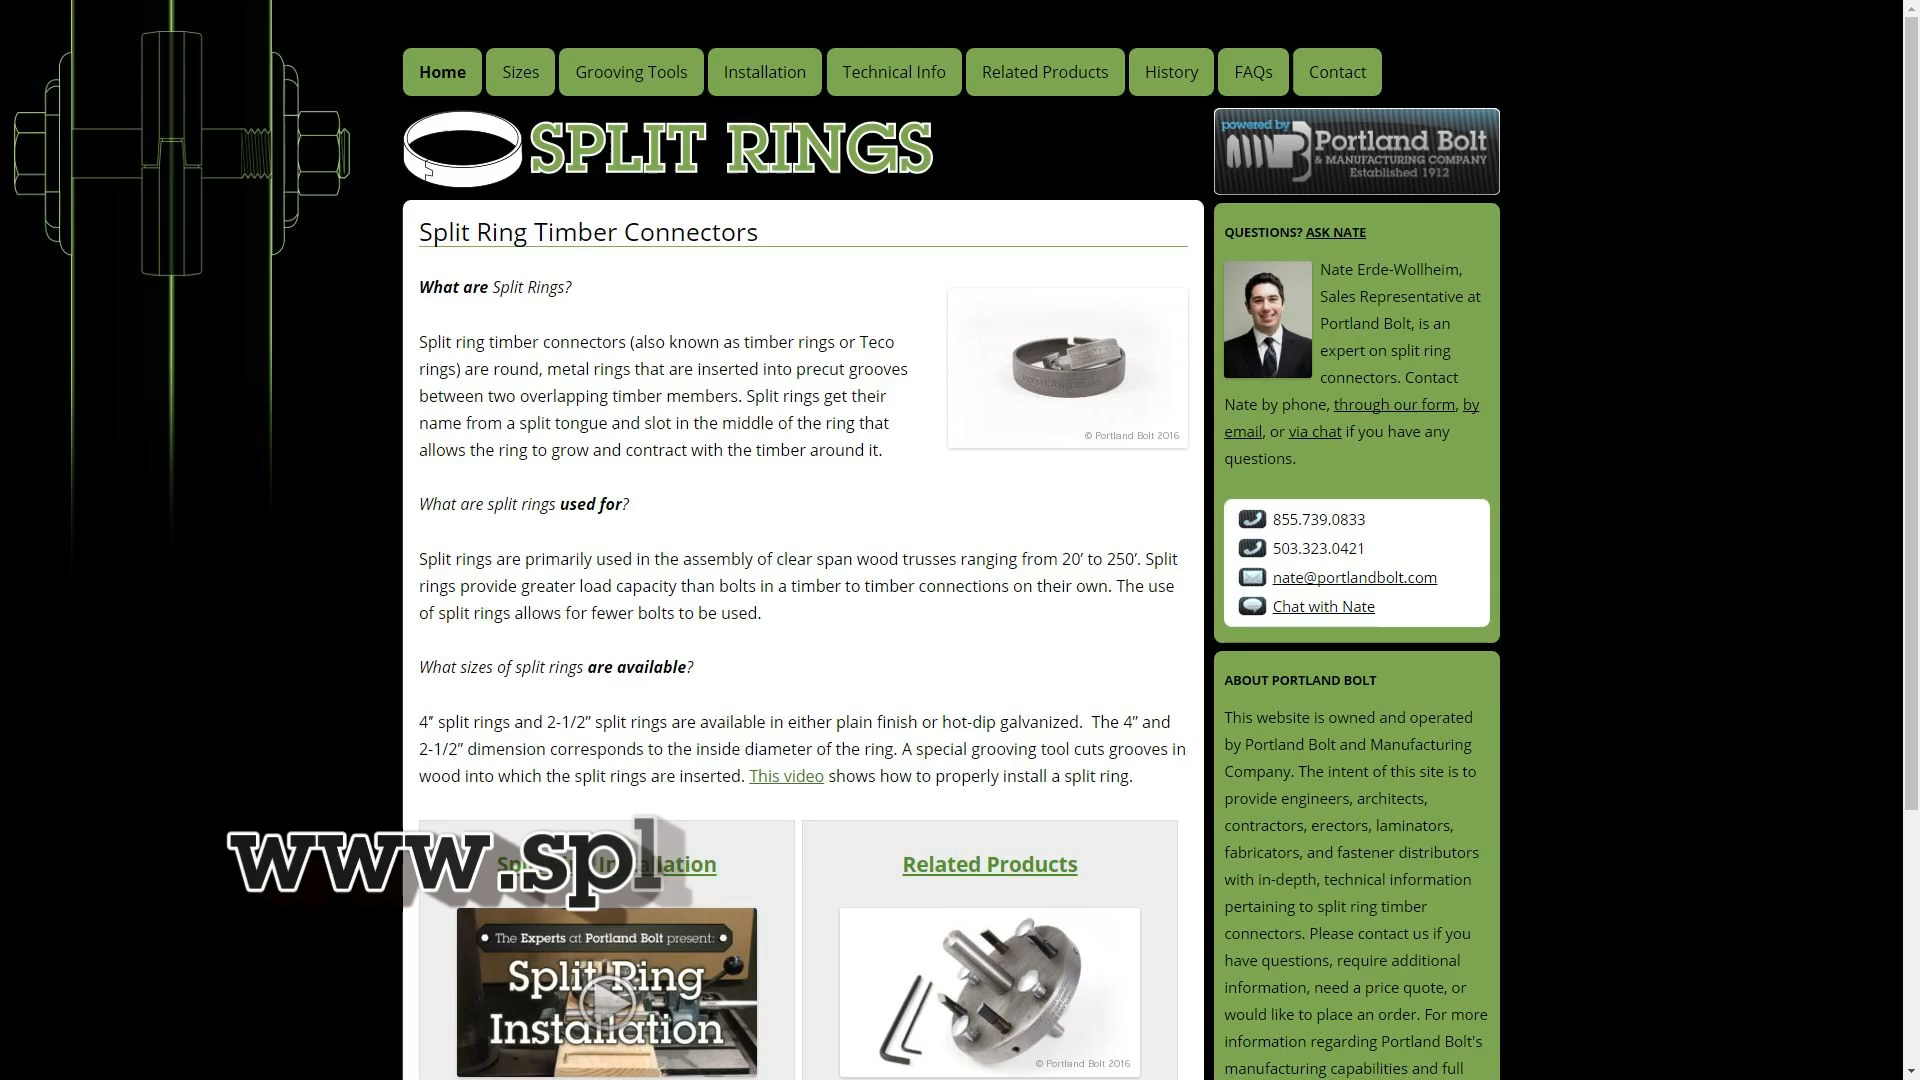 Home Sizes Grooving Tools Installation Technical Info Related Products History FAQs Contact
SPLIT RINGS
powered by
Portland Bolt
& MANUFACTURING COMPANY
Established 1912
Split Ring Timber Connectors
What are Split Rings?
Split ring timber connectors (also known as timber rings or Teco
rings) are round, metal rings that are inserted into precut grooves
between two overlapping timber members. Split rings get their
name from a split tongue and slot in the middle of the ring that
allows the ring to grow and contract with the timber around it.
© Portland Bolt 2016
What are split rings used for?
Split rings are primarily used in the assembly of clear span wood trusses ranging from 20’ to 250’. Split
rings provide greater load capacity than bolts in a timber to timber connections on their own. The use
of split rings allows for fewer bolts to be used.
What sizes of split rings are available?
4” split rings and 2-1/2” split rings are available in either plain finish or hot-dip galvanized.  The 4” and
2-1/2” dimension corresponds to the inside diameter of the ring. A special grooving tool cuts grooves in
wood into which the split rings are inserted. This video shows how to properly install a split ring.
www.spl
Related Products
The Experts at Portland Bolt present:
Split Ring
Installation
© Portland Bolt 2016
QUESTIONS? ASK NATE
Nate Erde-Wollheim,
Sales Representative at
Portland Bolt, is an
expert on split ring
connectors. Contact
Nate by phone, through our form, by
email, or via chat if you have any
questions.
855.739.0833
503.323.0421
nate@portlandbolt.com
Chat with Nate
ABOUT PORTLAND BOLT
This website is owned and operated
by Portland Bolt and Manufacturing
Company. The intent of this site is to
provide engineers, architects,
contractors, erectors, laminators,
fabricators, and fastener distributors
with in-depth, technical information
pertaining to split ring timber
connectors. Please contact us if you
have questions, require additional
information, need a price quote, or
would like to place an order. For more
information regarding Portland Bolt's
manufacturing capabilities and full